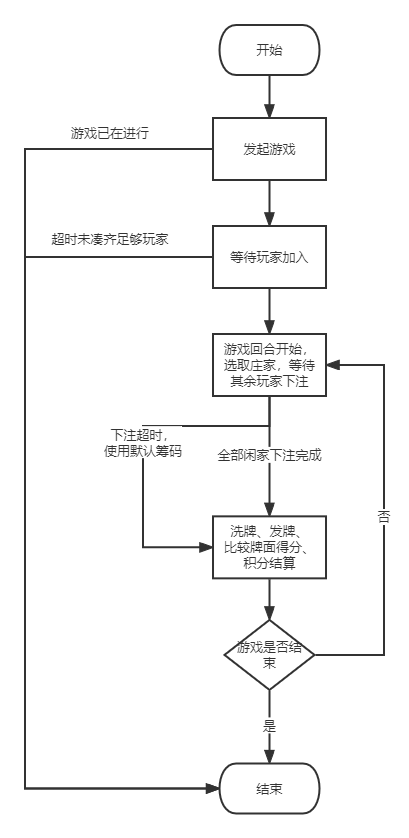 开始
游戏已在进行
发起游戏
超时未凑齐足够玩家
等待玩家加入
游戏回合开始，
选取庄家，等待
其余玩家下注
下注超时，
使用默认筹码
全部闲家下注完成
否
洗牌、发牌、
比较牌面得分、
积分结算
游戏是否结
束
是
结束